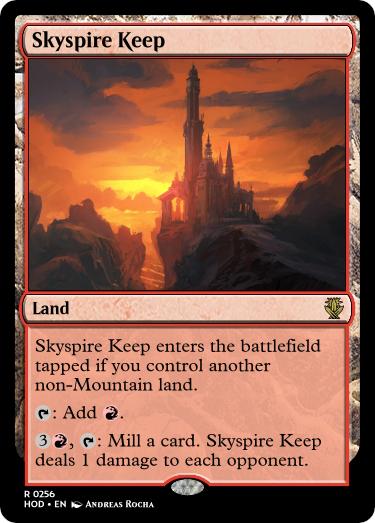 Skyspire Keep
Land
Skyspire Keep enters the battlefield
tapped if you control another
non-Mountain land.
: Add .
3 , : Mill a card. Skyspire Keep
deals 1 damage to each opponent.
R 0256
HOD • EN Andreas Rocha